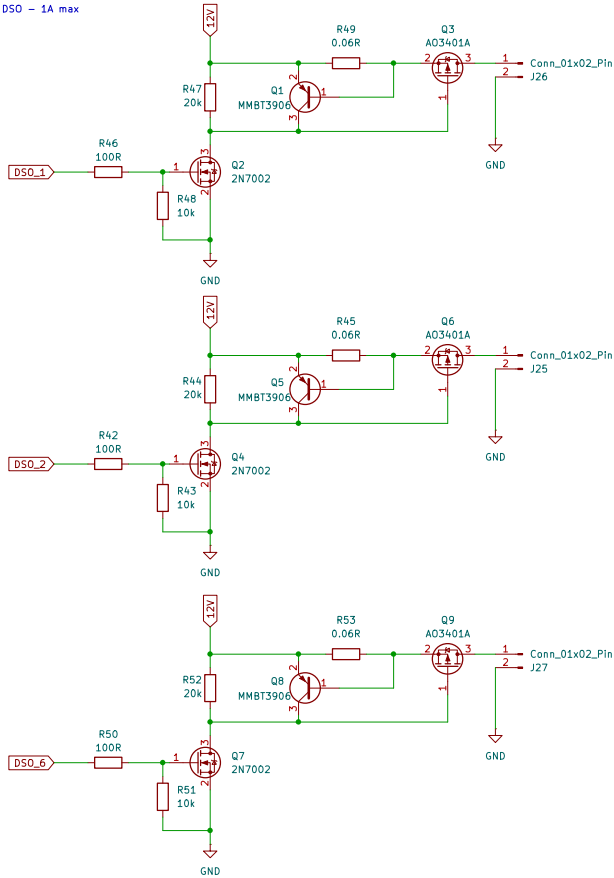 DSO - 1A max
12V
R49
0.06R
Q3
AO3401A
2
3
1
Conn_01x02_Pin
2
J26
R47
20k
Q1
MMBT3906
2
1
3
1
GND
R46
100R
DSO_1
1
3
2
Q2
2N7002
R48
10k
GND
12V
R45
0.06R
Q6
AO3401A
2
3
1
Conn_01x02_Pin
2
J25
R44
20k
Q5
MMBT3906
2
1
3
1
GND
R42
100R
DSO_2
1
3
2
Q4
2N7002
R43
10k
GND
12V
R53
0.06R
Q9
AO3401A
2
3
1
Conn_01x02_Pin
2
J27
R52
20k
Q8
MMBT3906
2
1
3
1
GND
R50
100R
DSO_6
1
3
2
Q7
2N7002
R51
10k
GND